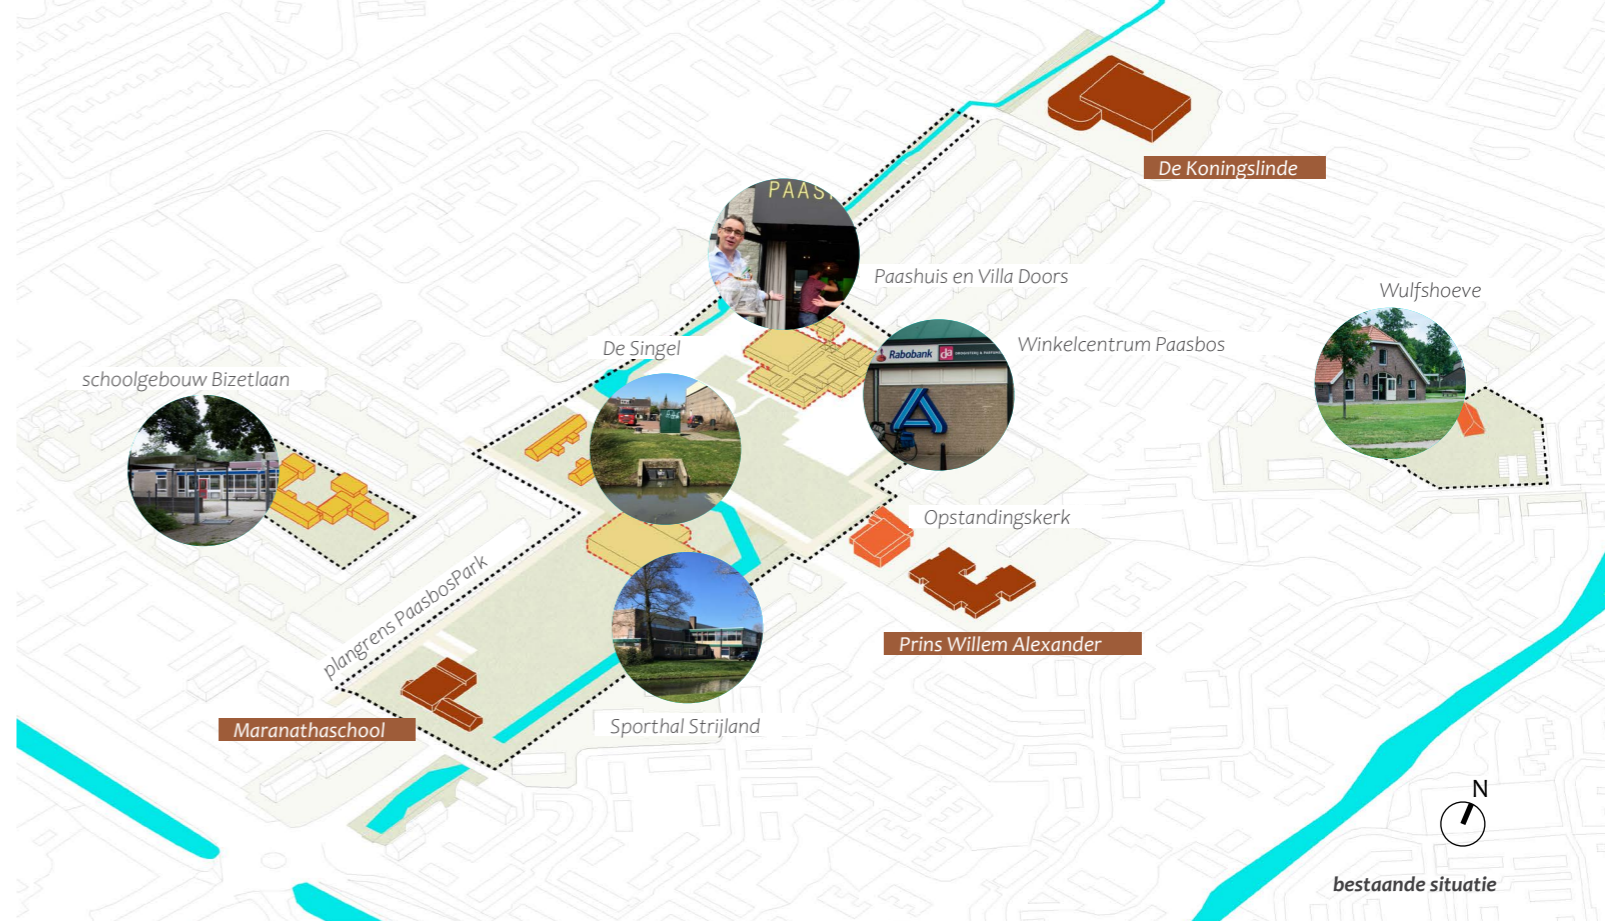 De Koningslinde
PAAS
Paashuis en Villa Doors
Wulfshoeve
Winkelcentrum Paasbos
De Singel
Rabobank
da
schoolgebouw Bizetlaan
Opstandingskerk
plangrens PaasbosPark
Prins Willem Alexander
Maranathaschool
Sporthal Strijland
N
bestaande situatie